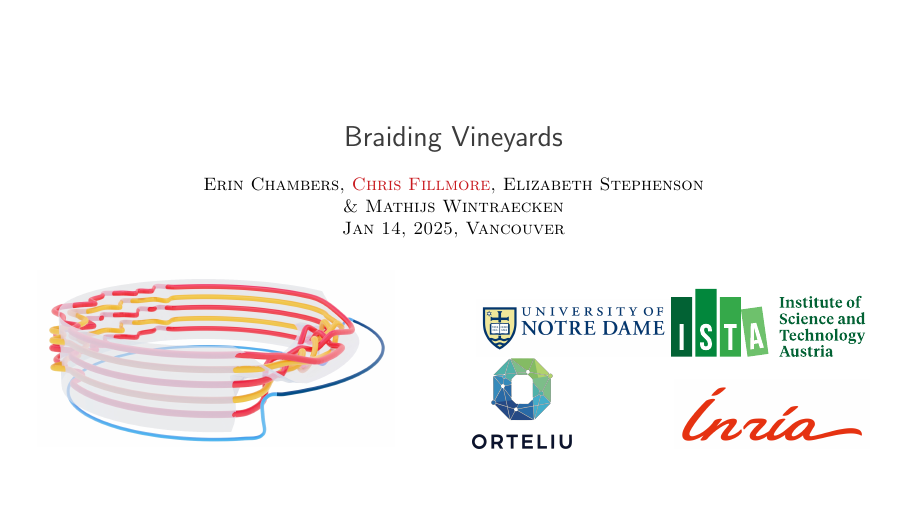 Braiding Vineyards
Erin Chambers, Chris Fillmore, Elizabeth Stephenson
& Mathijs Wintraecken
Jan 14, 2025, Vancouver
UNIVERSITY OF
NOTRE DAME
ISTA
Institute of
Science and
Technology
Austria
ORTELIU
Inría